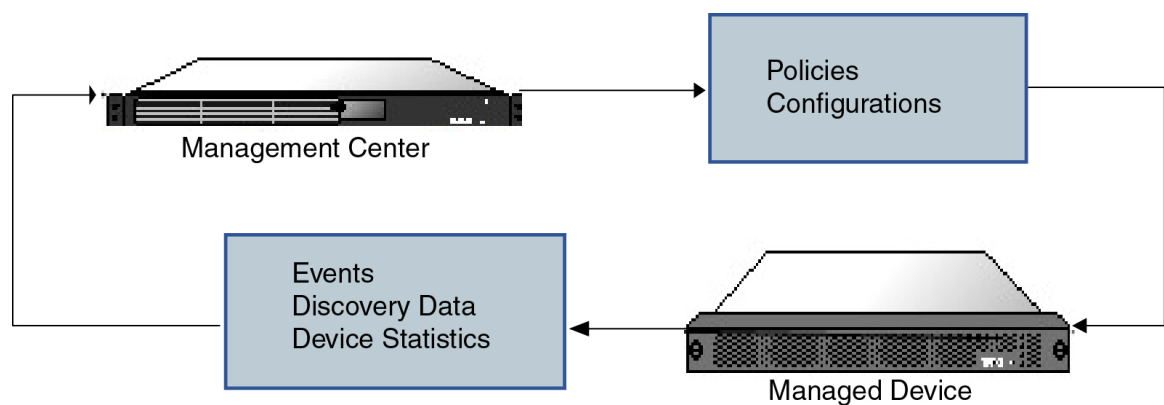 Policies
Configurations
Management Center
Events
Discovery Data
Device Statistics
Managed Device